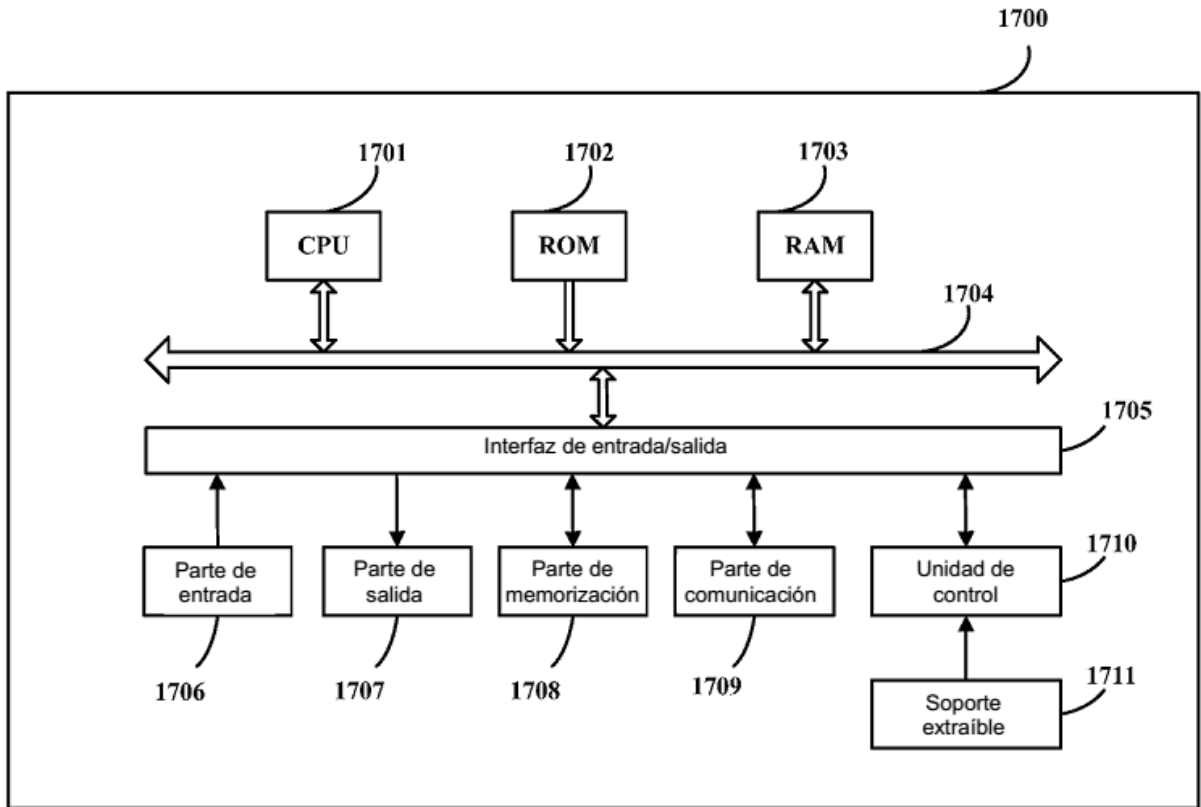 1700
1701
1702
1703
CPU
ROM
RAM
1704
1705
Interfaz de entrada/salida
Parte de
entrada
Parte de
salida
Parte de
memorización
Parte de
comunicación
Unidad de
control
1710
1706
1707
1708
1709
1711
Soporte
extraíble